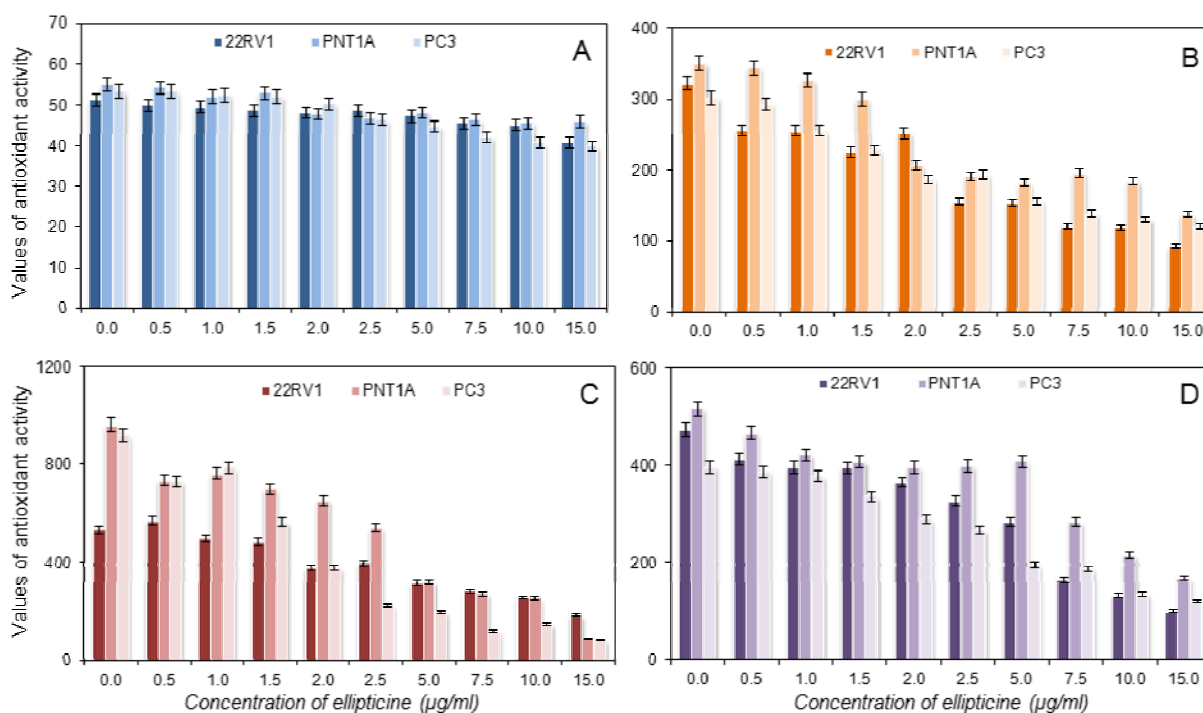 Values of antioxidant activity
70
60
50
40
30
20
10
0
22RV1 PNT1A PC3
A
0.0 0.5 1.0 1.5 2.0 2.5 5.0 7.5 10.0 15.0
400
300
200
100
0
22RV1 PNT1A PC3
B
0.0 0.5 1.0 1.5 2.0 2.5 5.0 7.5 10.0 15.0
Values of antioxidant activity
1200
800
400
0
22RV1 PNT1A PC3
C
0.0 0.5 1.0 1.5 2.0 2.5 5.0 7.5 10.0 15.0
Concentration of ellipticine (µg/ml)
600
400
200
0
22RV1 PNT1A PC3
D
0.0 0.5 1.0 1.5 2.0 2.5 5.0 7.5 10.0 15.0
Concentration of ellipticine (µg/ml)